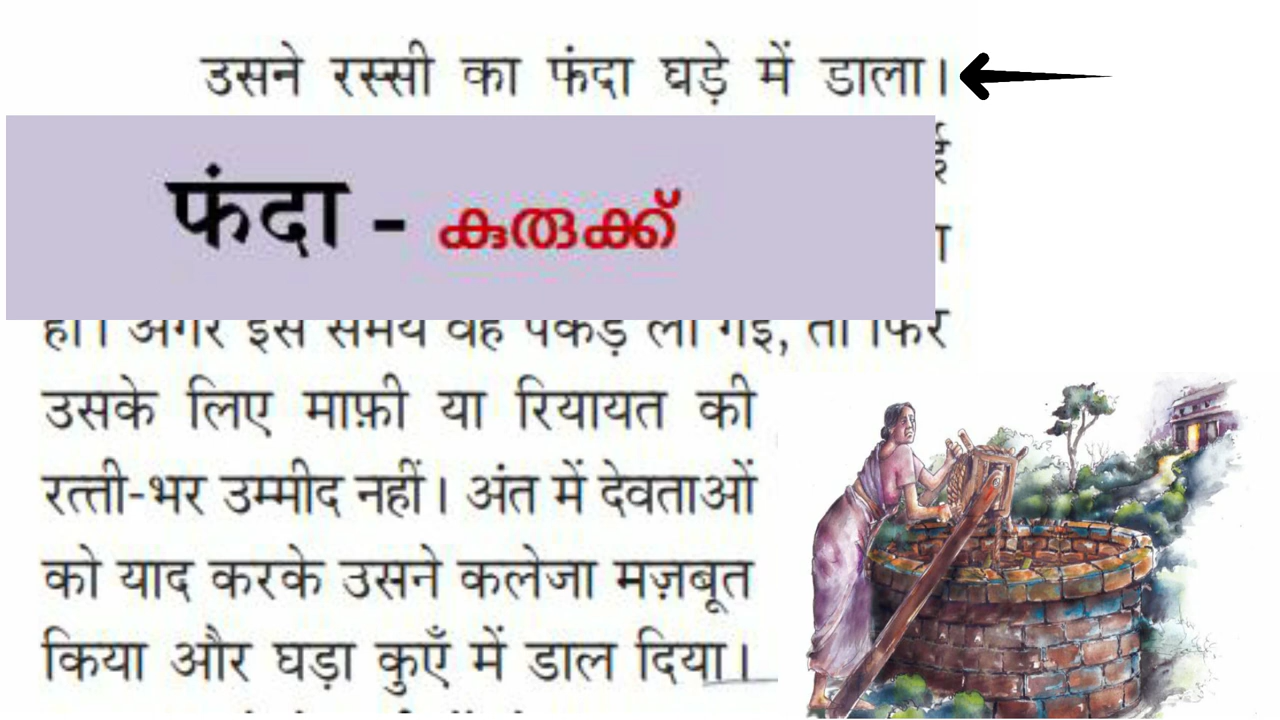 उसने रस्सी का फंदा घड़े में डाला।
फंदा - കുരുക്ക്
हो। अगर इस समय वह पकड़ ली गई, तो फिर
उसके लिए माफ़ी या रियायत की
रत्ती-भर उम्मीद नहीं। अंत में देवताओं
को याद करके उसने कलेजा मज़बूत
किया और घड़ा कुएँ में डाल दिया।